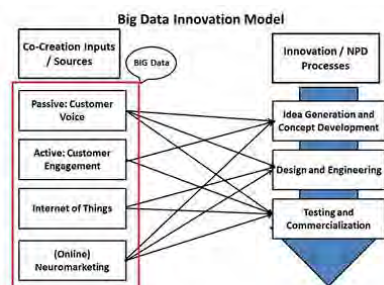 Big Data Innovation Model
Co-Creation Inputs
/ Sources
BIG Data
Innovation / NPD
Processes
Passive: Customer
Voice
Active: Customer
Engagement
Internet of Things
(Online)
Neuromarketing
Idea Generation and
Concept Development
Design and Engineering
Testing and
Commercialization